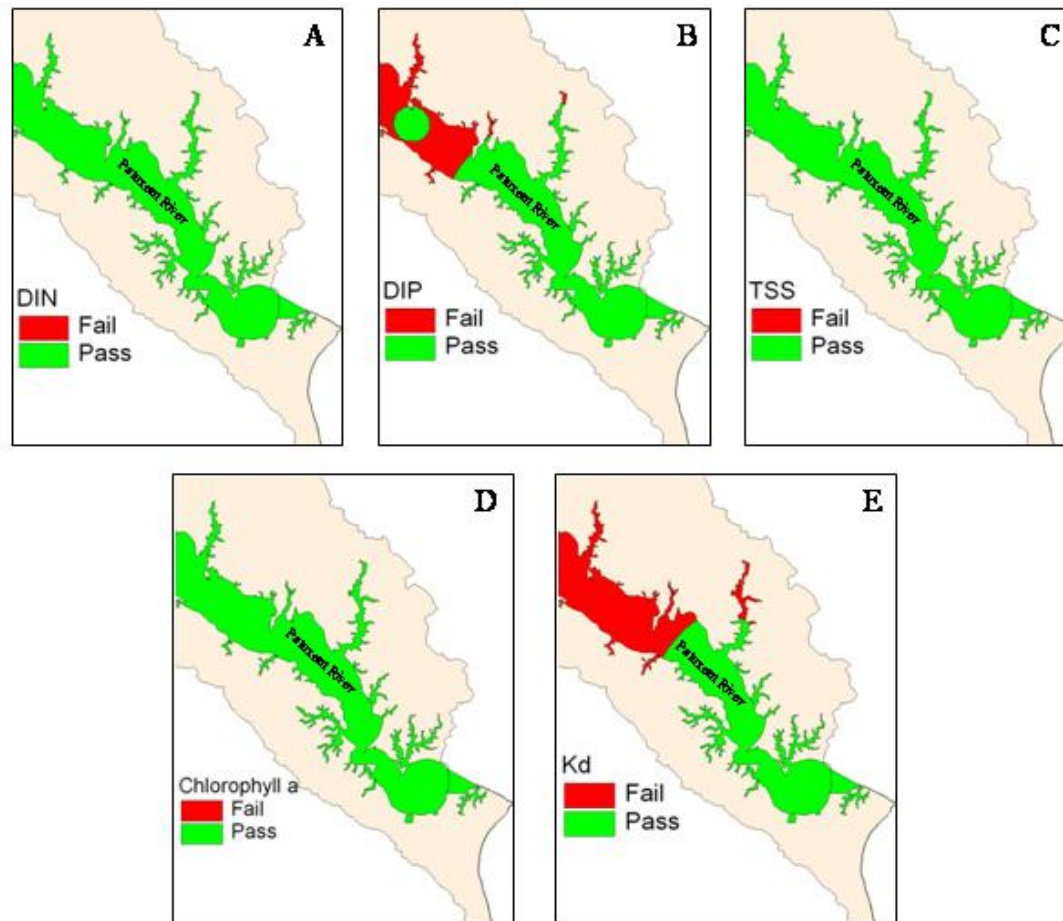 A
Patuxent River
DIN
Fail
Pass
B
Patuxent River
DIP
Fail
Pass
C
Patuxent River
TSS
Fail
Pass
D
Patuxent River
Chlorophyll a
Fail
Pass
E
Patuxent River
Kd
Fail
Pass